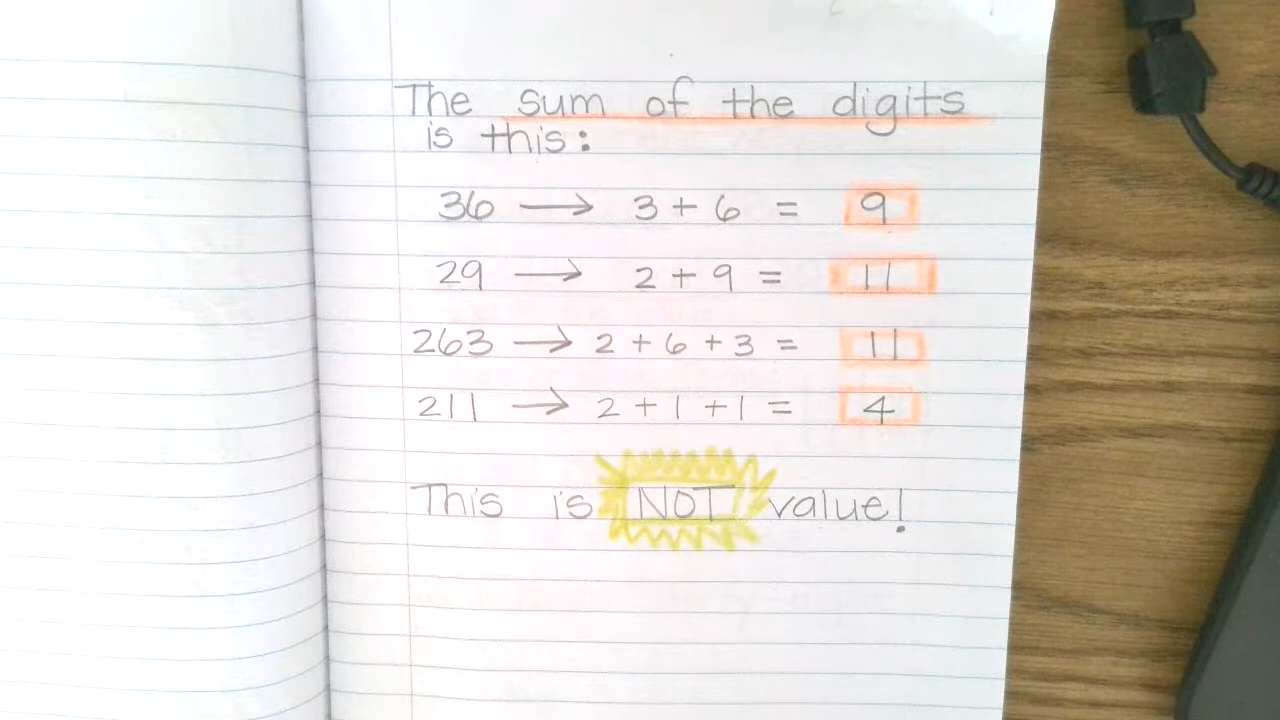 The sum of the digits
is this:
36 → 3 + 6 = 9
29 → 2 + 9 = 11
263 → 2 + 6 + 3 = 11
211 → 2 + 1 + 1 = 4
This is NOT value!